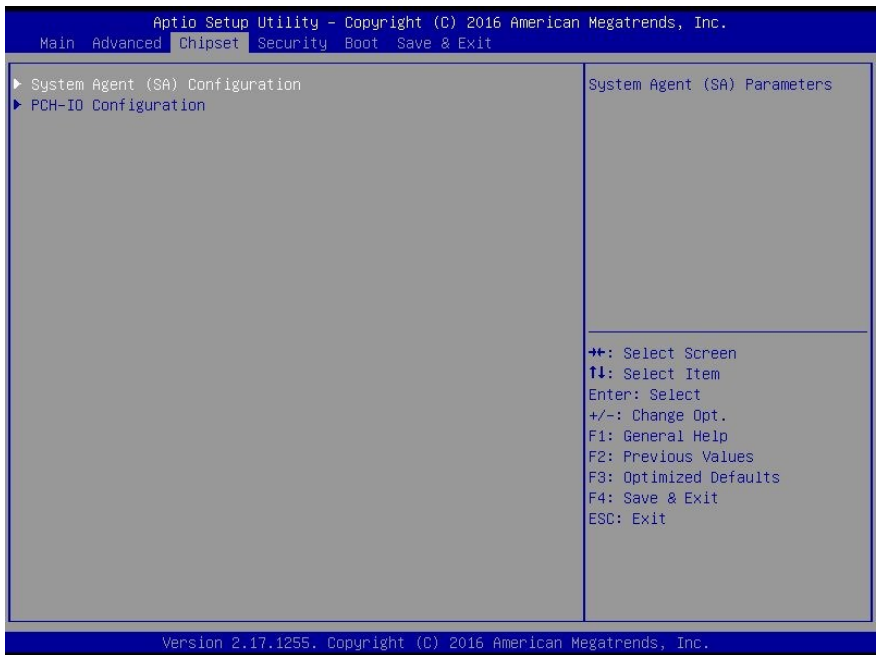 Aptio Setup Utility – Copyright (C) 2016 American Megatrends, Inc.
Main Advanced Chipset Security Boot Save & Exit
▶ System Agent (SA) Configuration
▶ PCH-IO Configuration
System Agent (SA) Parameters
→←: Select Screen
↑↓: Select Item
Enter: Select
+/-: Change Opt.
F1: General Help
F2: Previous Values
F3: Optimized Defaults
F4: Save & Exit
ESC: Exit
Version 2.17.1255. Copyright (C) 2016 American Megatrends, Inc.